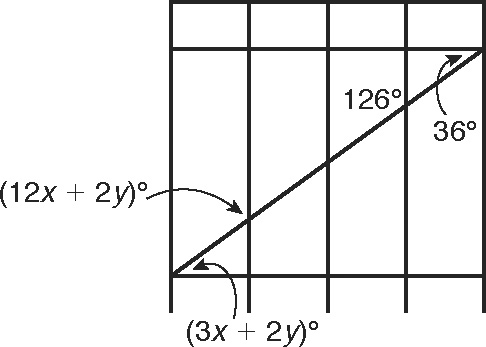 126°
36°
(12x + 2y)°
(3x + 2y)°